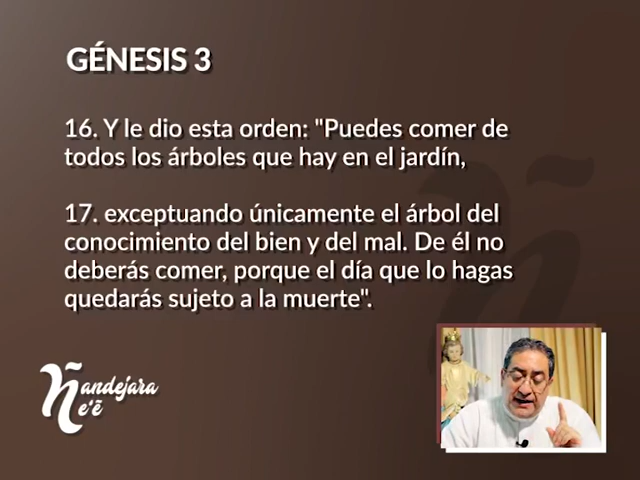 GÉNESIS 3
16. Y le dio esta orden: "Puedes comer de
todos los árboles que hay en el jardín,
17. exceptuando únicamente el árbol del
conocimiento del bien y del mal. De él no
deberás comer, porque el día que lo hagas
quedarás sujeto a la muerte".
Ñandejara
Ñe'ẽ